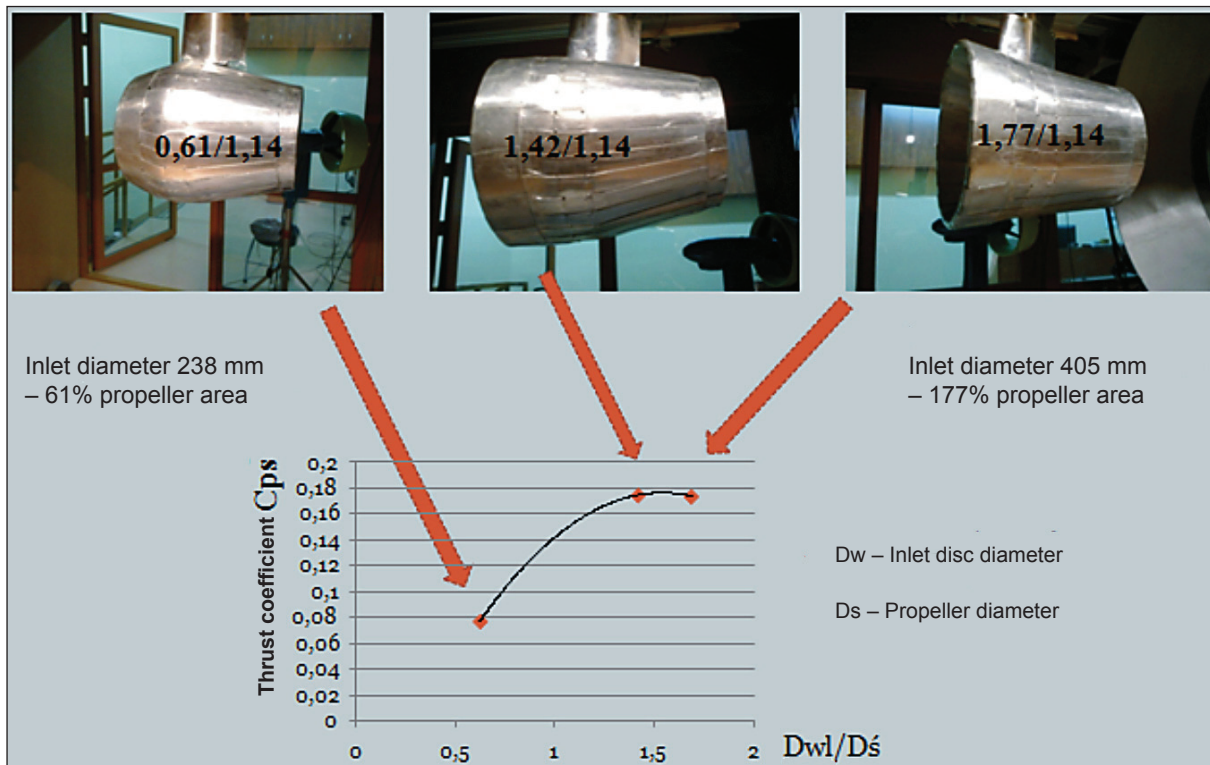 0,61/1,14
1,42/1,14
1,77/1,14
Inlet diameter 238 mm
– 61% propeller area
Inlet diameter 405 mm
– 177% propeller area
Thrust coefficient Cps
0,2
0,18
0,16
0,14
0,12
0,1
0,08
0,06
0,04
0,02
0
0 0,5 1 1,5 2 Dwl/Dś
Dw – Inlet disc diameter
Ds – Propeller diameter